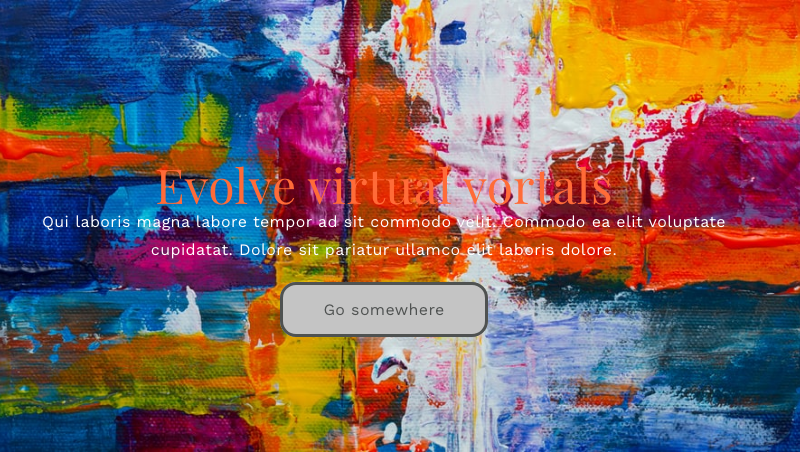 Evolve virtual vortals
Qui laboris magna labore tempor ad sit commodo velit. Commodo ea elit voluptate
cupidatat. Dolore sit pariatur ullamco elit laboris dolore.
Go somewhere